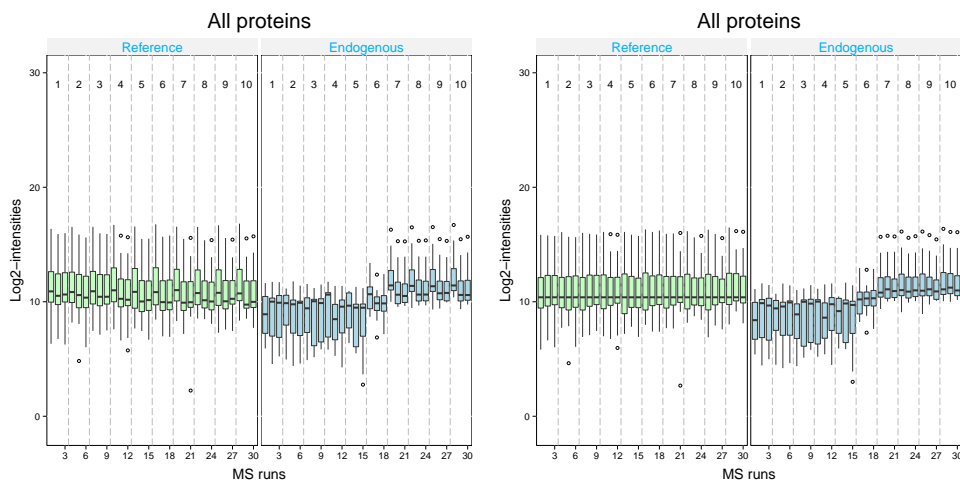 All proteins
Reference Endogenous
30
1 2 3 4 5 6 7 8 9 10 1 2 3 4 5 6 7 8 9 10
20
10
0
Log2−intensities
3 6 9 12 15 18 21 24 27 30 3 6 9 12 15 18 21 24 27 30
MS runs
All proteins
Reference Endogenous
30
1 2 3 4 5 6 7 8 9 10 1 2 3 4 5 6 7 8 9 10
20
10
0
Log2−intensities
3 6 9 12 15 18 21 24 27 30 3 6 9 12 15 18 21 24 27 30
MS runs